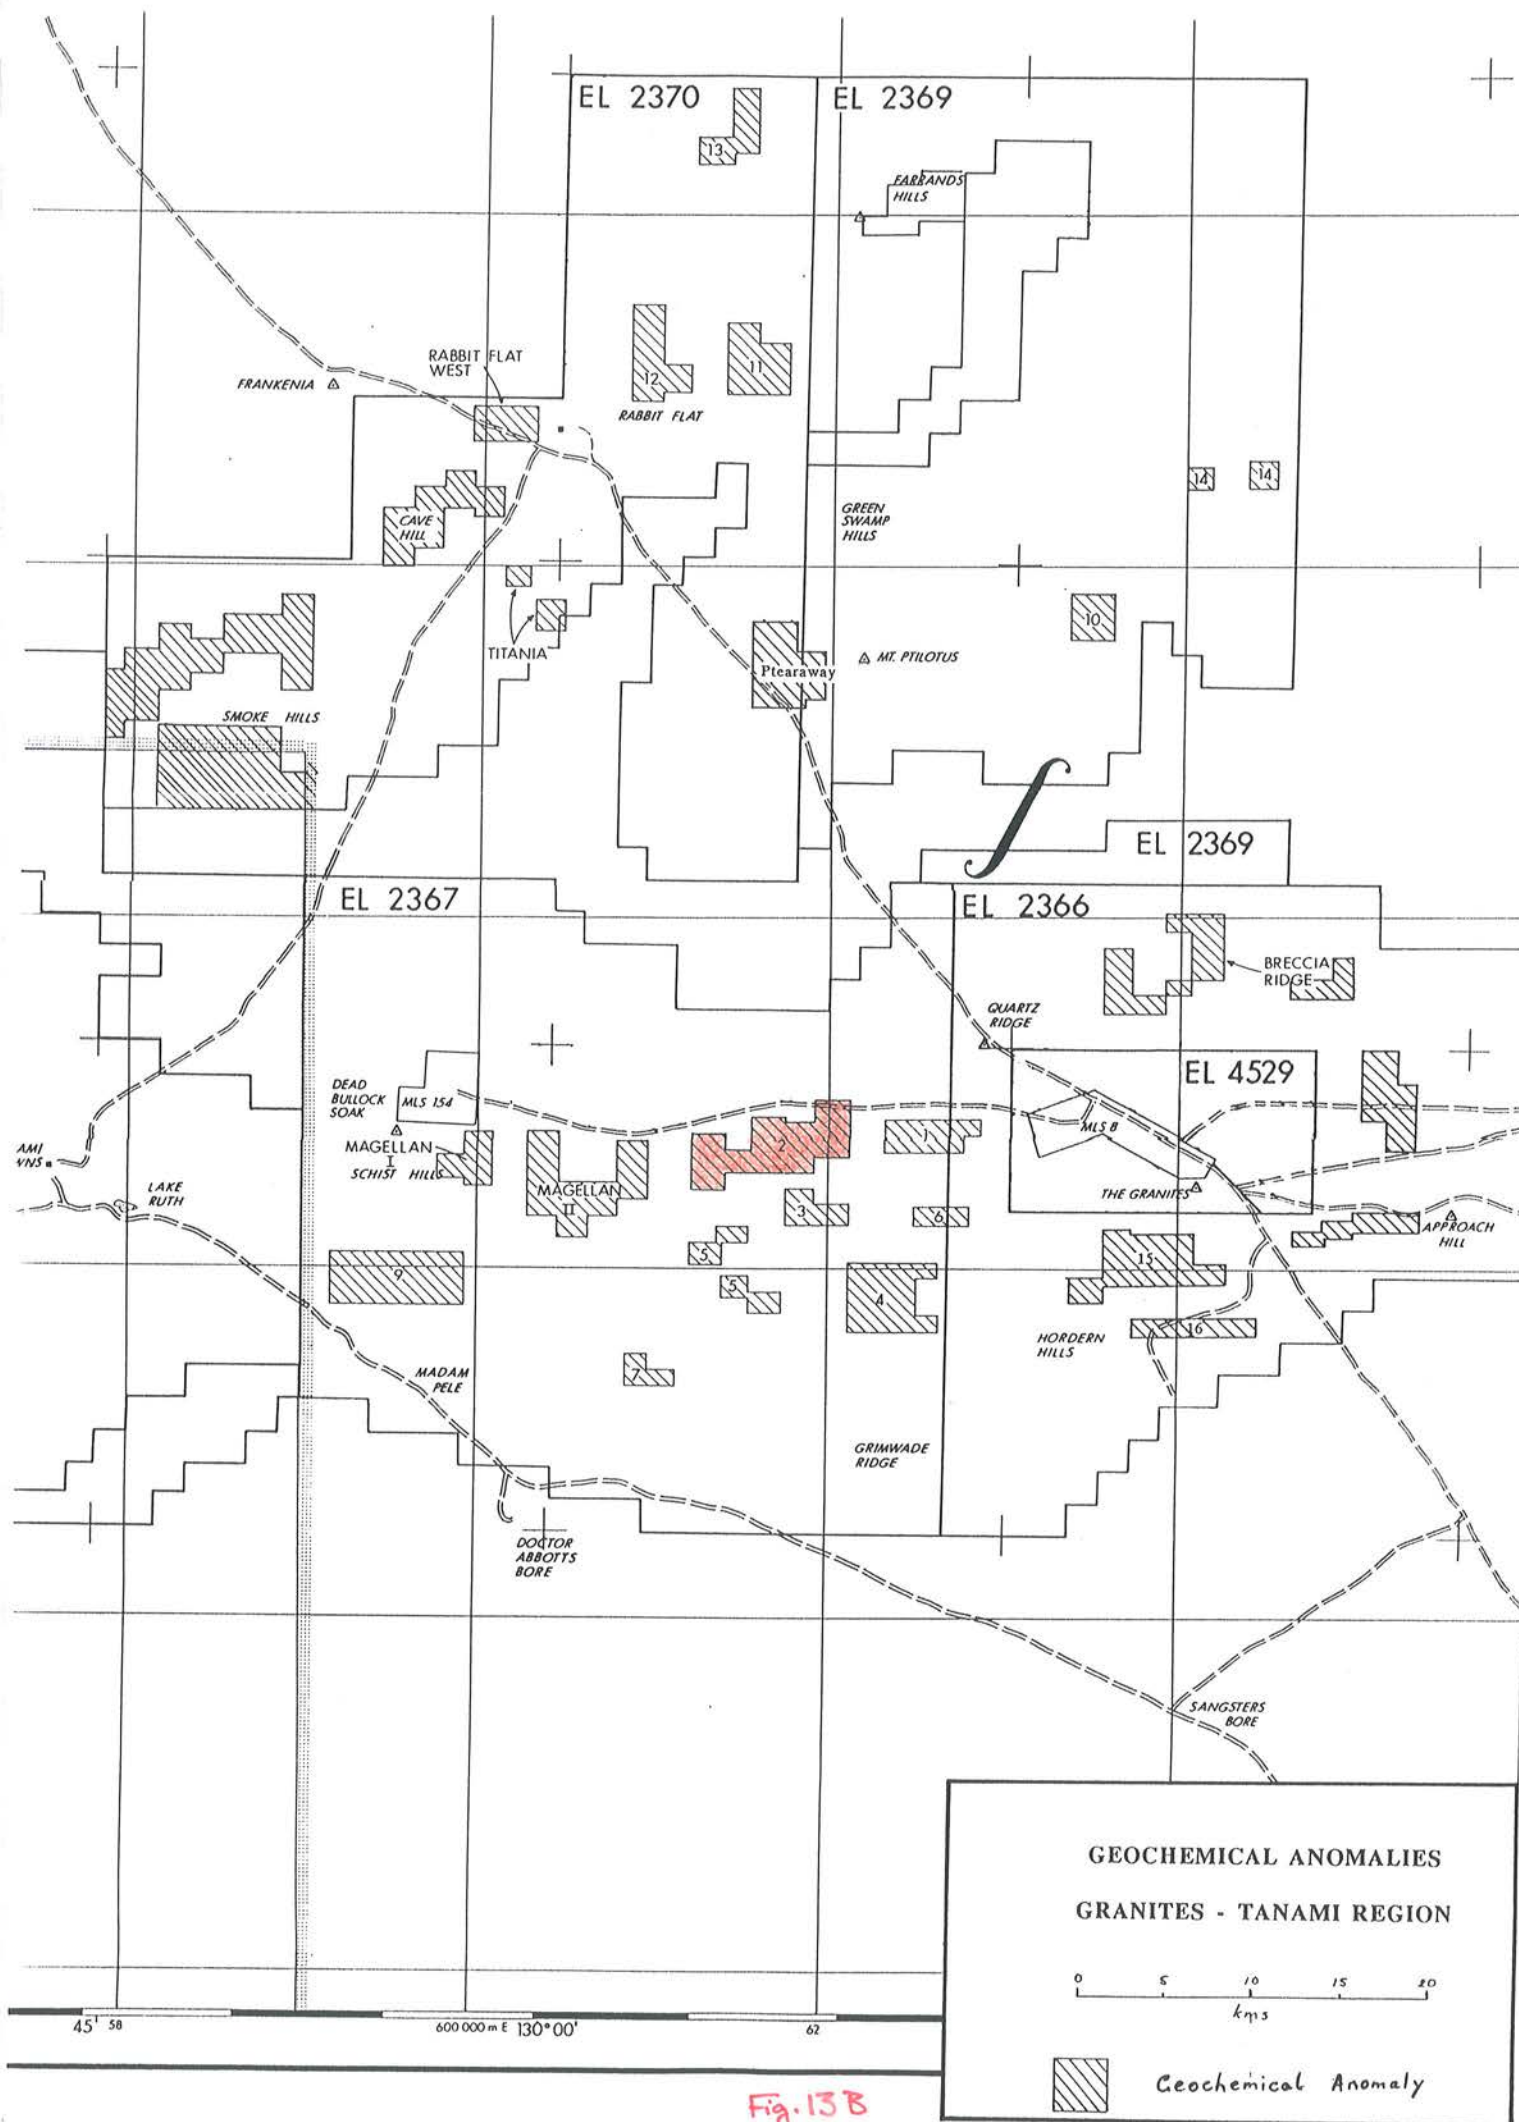 EL 2370
EL 2369
13
FARRANDS
HILLS
RABBIT FLAT
WEST
FRANKENIA
12
11
RABBIT FLAT
14
14
CAVE
HILL
GREEN
SWAMP
HILLS
10
TITANIA
MT. PTILOTUS
Ptearaway
SMOKE HILLS
EL 2369
EL 2367
EL 2366
BRECCIA
RIDGE
QUARTZ
RIDGE
EL 4529
DEAD
BULLOCK
SOAK
MLS 154
MLS 8
2
1
AMI
WNS
MAGELLAN
I
SCHIST HILLS
MAGELLAN
II
LAKE
RUTH
THE GRANITES
3
6
APPROACH
HILL
5
15
9
5
4
16
HORDERN
HILLS
7
MADAM
PELE
GRIMWADE
RIDGE
DOCTOR
ABBOTTS
BORE
SANGSTERS
BORE
GEOCHEMICAL ANOMALIES
GRANITES - TANAMI REGION
0 5 10 15 20
kms
Geochemical Anomaly
45' 58 600 000 m E 130°00' 62
Fig. 13 B